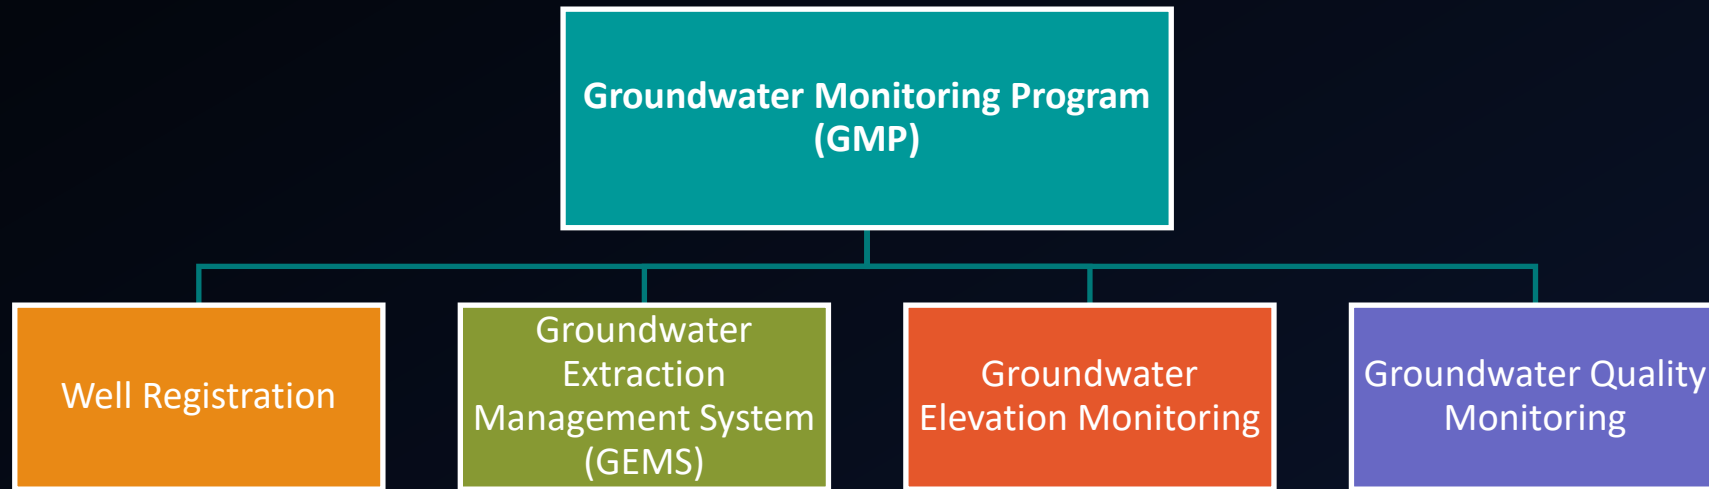 Groundwater Monitoring Program
(GMP)
Well Registration
Groundwater
Extraction
Management System
(GEMS)
Groundwater
Elevation Monitoring
Groundwater Quality
Monitoring